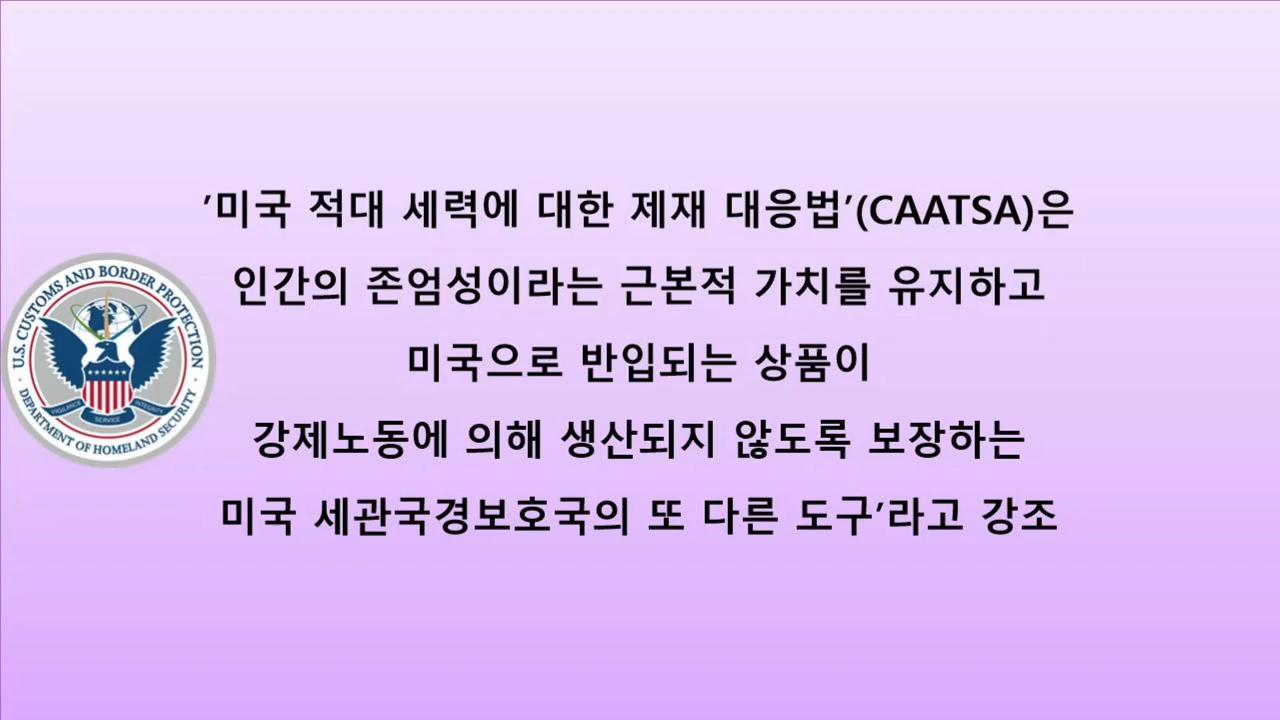 ’미국 적대 세력에 대한 제재 대응법’(CAATSA)은
인간의 존엄성이라는 근본적 가치를 유지하고
미국으로 반입되는 상품이
강제노동에 의해 생산되지 않도록 보장하는
미국 세관국경보호국의 또 다른 도구’라고 강조
U.S. CUSTOMS AND BORDER PROTECTION
VIGILANCE
SERVICE
INTEGRITY
DEPARTMENT OF HOMELAND SECURITY